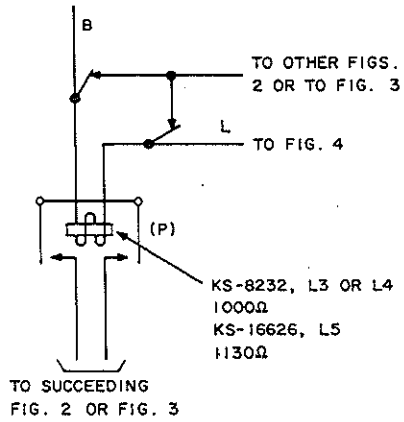 B
TO OTHER FIGS.
2 OR TO FIG. 3
L
TO FIG. 4
(P)
KS-8232, L3 OR L4
1000Ω
KS-16626, L5
1130Ω
TO SUCCEEDING
FIG. 2 OR FIG. 3